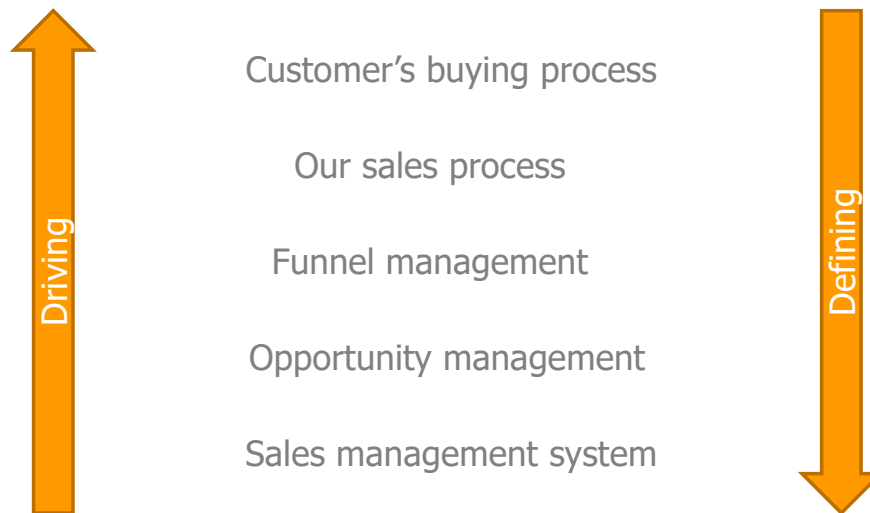 Customer’s buying process
Our sales process
Funnel management
Opportunity management
Sales management system
Driving
Defining